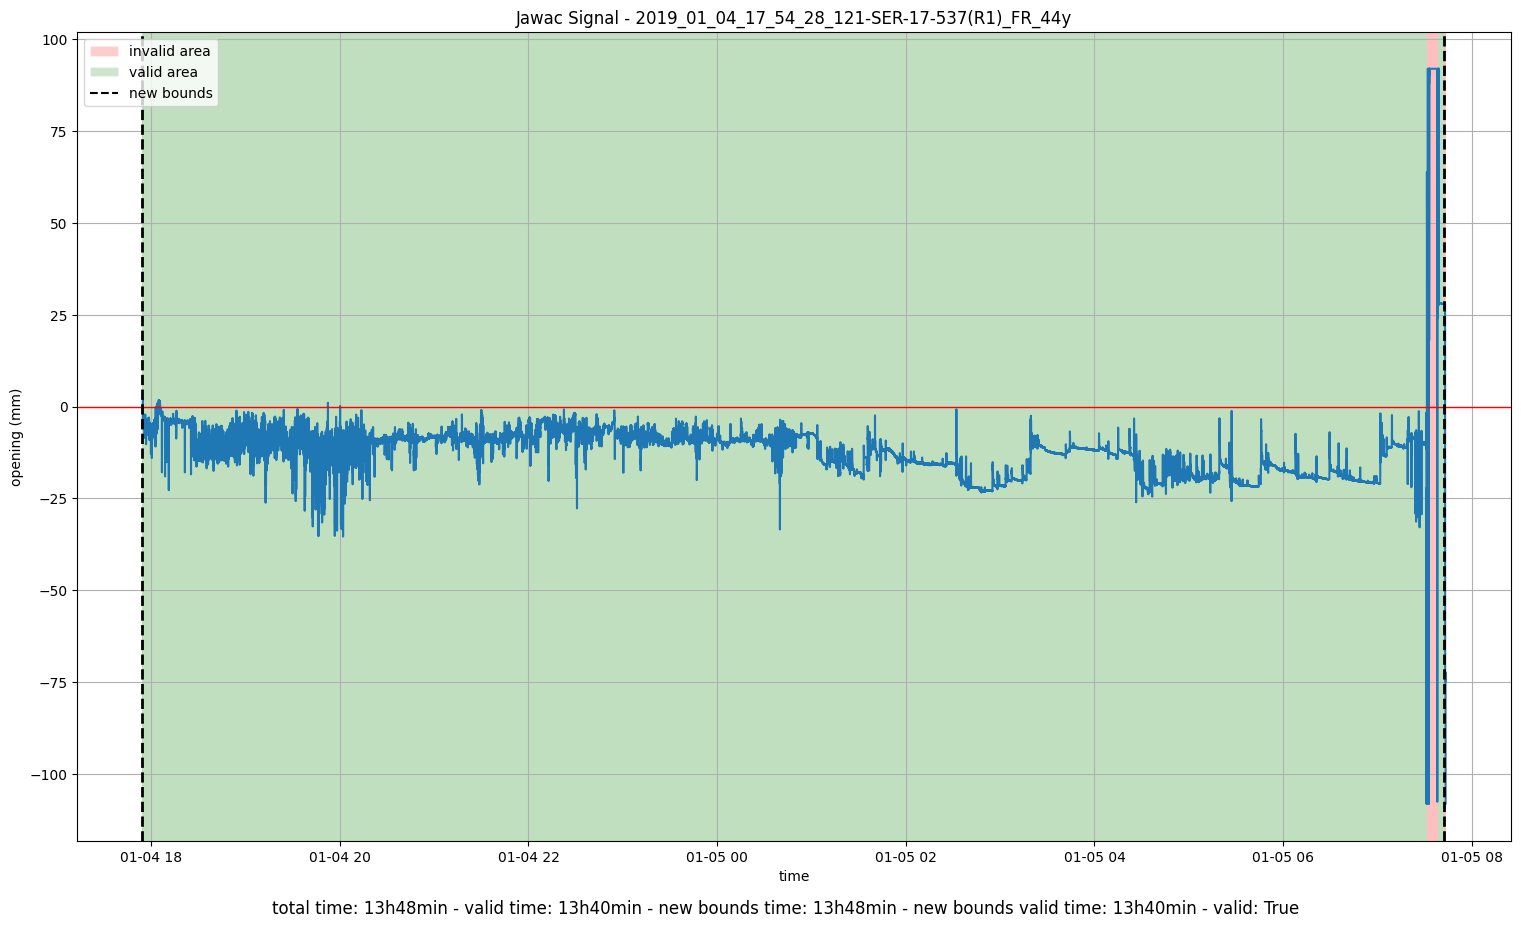 Jawac Signal - 2019_01_04_17_54_28_121-SER-17-537(R1)_FR_44y
invalid area
valid area
new bounds
100
75
50
25
0
−25
−50
−75
−100
opening (mm)
01-04 18
01-04 20
01-04 22
01-05 00
01-05 02
01-05 04
01-05 06
01-05 08
time
total time: 13h48min - valid time: 13h40min - new bounds time: 13h48min - new bounds valid time: 13h40min - valid: True